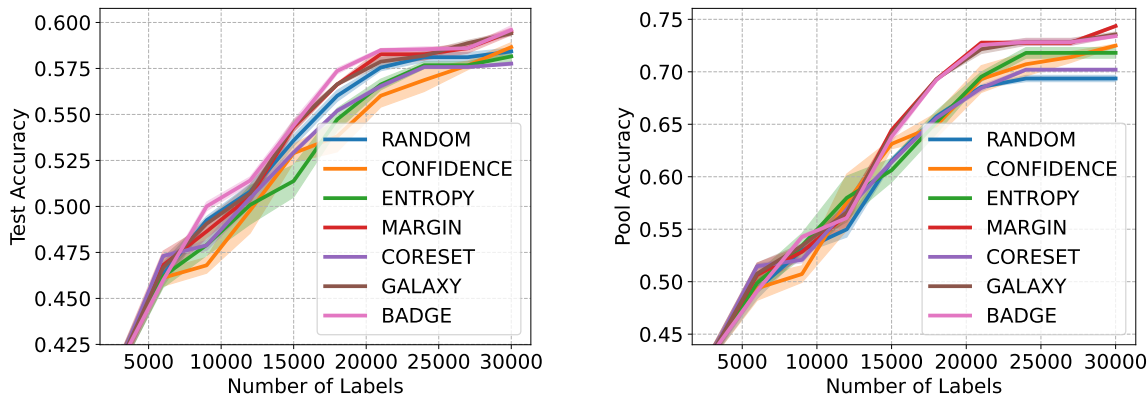 0.600
0.575
0.550
0.525
0.500
0.475
0.450
0.425
Test Accuracy
RANDOM
CONFIDENCE
ENTROPY
MARGIN
CORESET
GALAXY
BADGE
5000 10000 15000 20000 25000 30000
Number of Labels
0.75
0.70
0.65
0.60
0.55
0.50
0.45
Pool Accuracy
RANDOM
CONFIDENCE
ENTROPY
MARGIN
CORESET
GALAXY
BADGE
5000 10000 15000 20000 25000 30000
Number of Labels